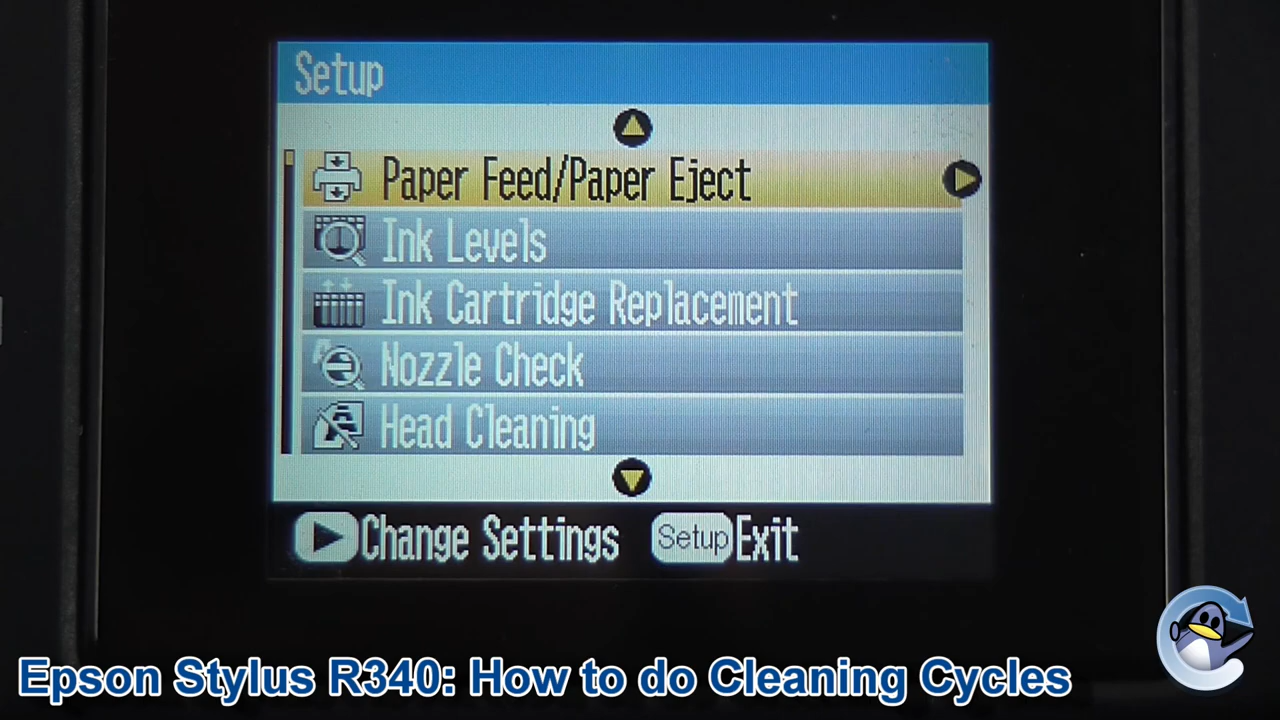 Setup
Paper Feed/Paper Eject
Ink Levels
Ink Cartridge Replacement
Nozzle Check
Head Cleaning
Change Settings Setup Exit
Epson Stylus R340: How to do Cleaning Cycles